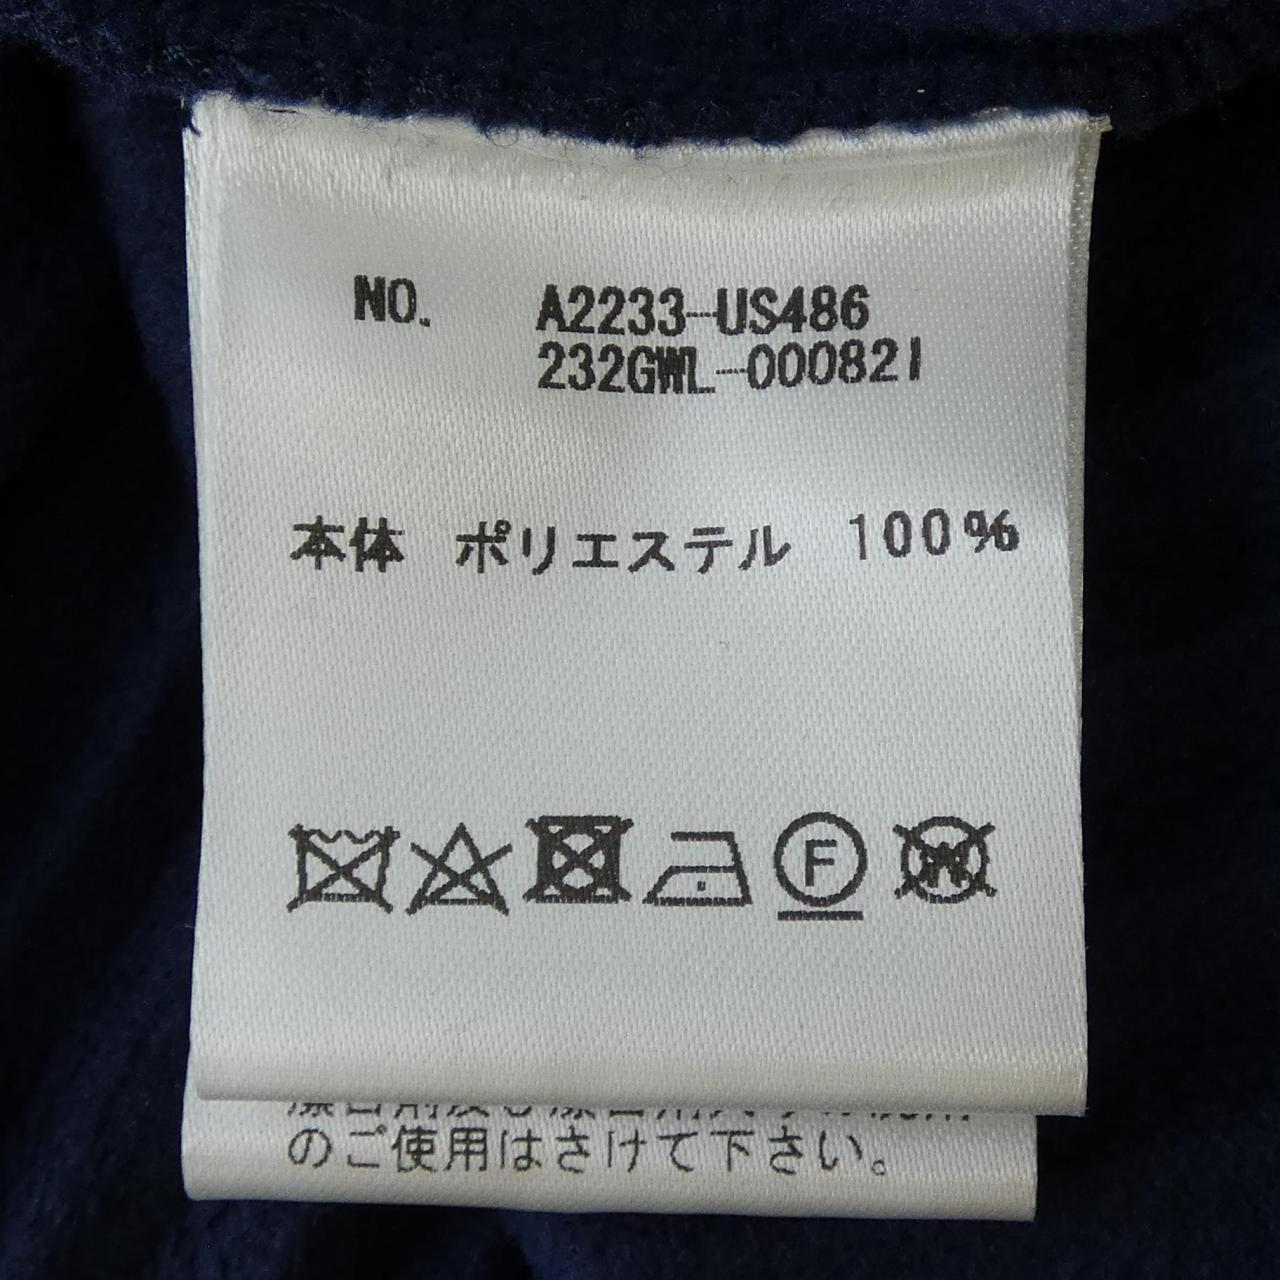 NO. A2233-US486
232GWL-000821
本体 ポリエステル 100%
F
W
のご使用はさけて下さい。